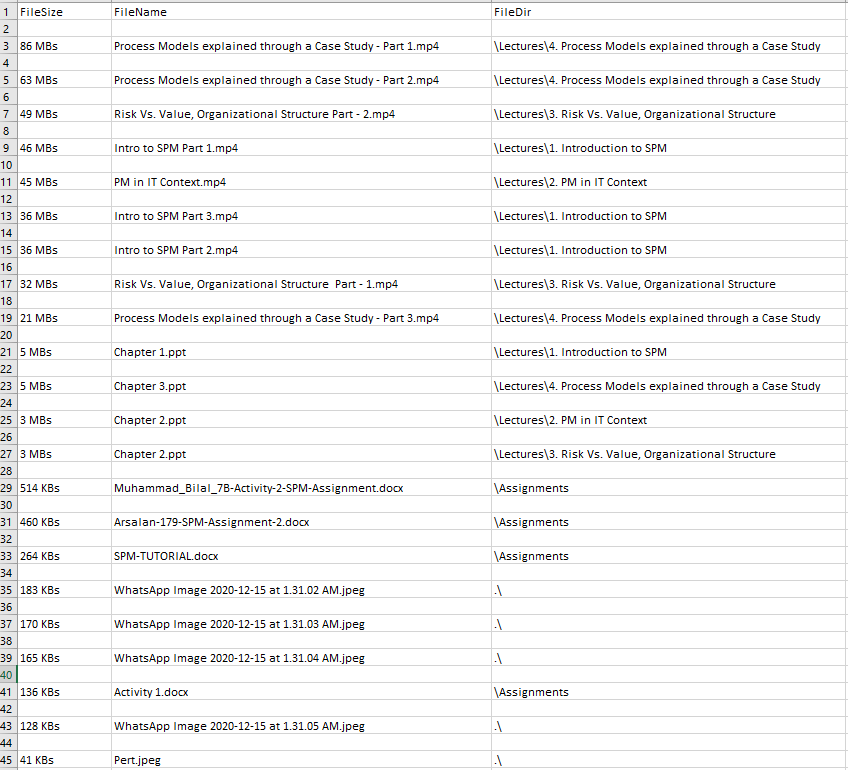 1 FileSize FileName FileDir
2
3 86 MBs Process Models explained through a Case Study - Part 1.mp4 \Lectures\4. Process Models explained through a Case Study
4
5 63 MBs Process Models explained through a Case Study - Part 2.mp4 \Lectures\4. Process Models explained through a Case Study
6
7 49 MBs Risk Vs. Value, Organizational Structure Part - 2.mp4 \Lectures\3. Risk Vs. Value, Organizational Structure
8
9 46 MBs Intro to SPM Part 1.mp4 \Lectures\1. Introduction to SPM
10
11 45 MBs PM in IT Context.mp4 \Lectures\2. PM in IT Context
12
13 36 MBs Intro to SPM Part 3.mp4 \Lectures\1. Introduction to SPM
14
15 36 MBs Intro to SPM Part 2.mp4 \Lectures\1. Introduction to SPM
16
17 32 MBs Risk Vs. Value, Organizational Structure  Part - 1.mp4 \Lectures\3. Risk Vs. Value, Organizational Structure
18
19 21 MBs Process Models explained through a Case Study - Part 3.mp4 \Lectures\4. Process Models explained through a Case Study
20
21 5 MBs Chapter 1.ppt \Lectures\1. Introduction to SPM
22
23 5 MBs Chapter 3.ppt \Lectures\4. Process Models explained through a Case Study
24
25 3 MBs Chapter 2.ppt \Lectures\2. PM in IT Context
26
27 3 MBs Chapter 2.ppt \Lectures\3. Risk Vs. Value, Organizational Structure
28
29 514 KBs Muhammad_Bilal_7B-Activity-2-SPM-Assignment.docx \Assignments
30
31 460 KBs Arsalan-179-SPM-Assignment-2.docx \Assignments
32
33 264 KBs SPM-TUTORIAL.docx \Assignments
34
35 183 KBs WhatsApp Image 2020-12-15 at 1.31.02 AM.jpeg .\
36
37 170 KBs WhatsApp Image 2020-12-15 at 1.31.03 AM.jpeg .\
38
39 165 KBs WhatsApp Image 2020-12-15 at 1.31.04 AM.jpeg .\
40
41 136 KBs Activity 1.docx \Assignments
42
43 128 KBs WhatsApp Image 2020-12-15 at 1.31.05 AM.jpeg .\
44
45 41 KBs Pert.jpeg .\